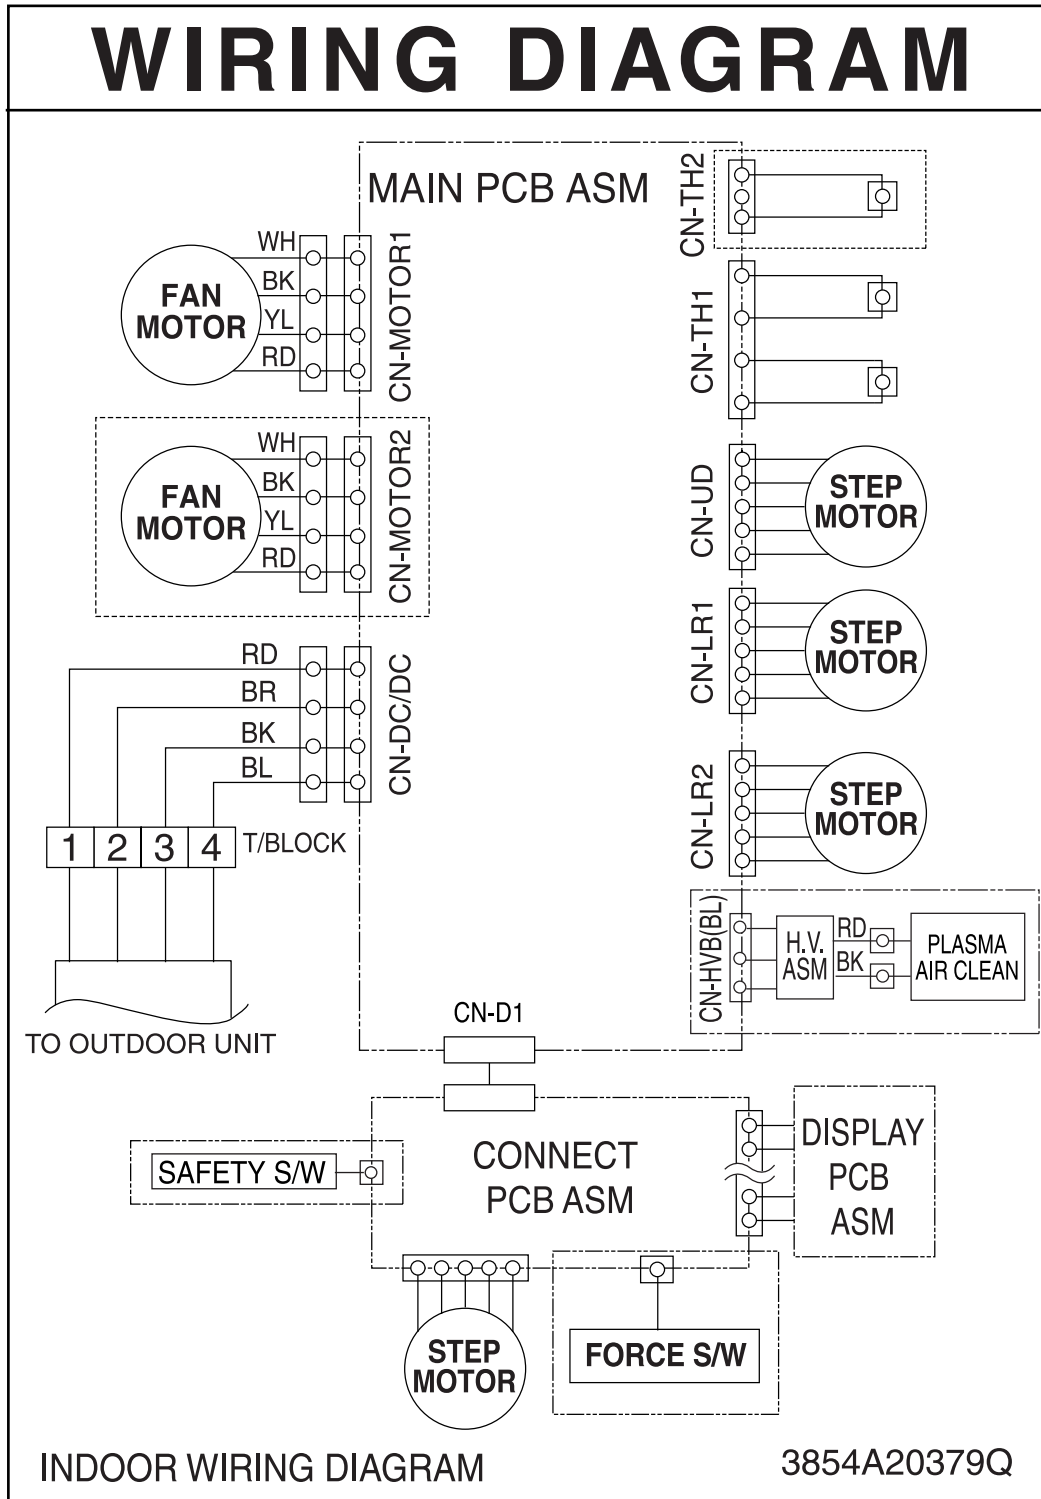 WIRING DIAGRAM
MAIN PCB ASM
CN-TH2
WH
BK
YL
RD
FAN
MOTOR
CN-MOTOR1
CN-TH1
WH
BK
YL
RD
FAN
MOTOR
CN-MOTOR2
CN-UD
STEP
MOTOR
CN-LR1
STEP
MOTOR
RD
BR
BK
BL
CN-DC/DC
CN-LR2
STEP
MOTOR
1 2 3 4 T/BLOCK
CN-HVB(BL)
H.V.
ASM
RD
BK
PLASMA
AIR CLEAN
TO OUTDOOR UNIT
CN-D1
SAFETY S/W
CONNECT
PCB ASM
DISPLAY
PCB
ASM
STEP
MOTOR
FORCE S/W
INDOOR WIRING DIAGRAM
3854A20379Q